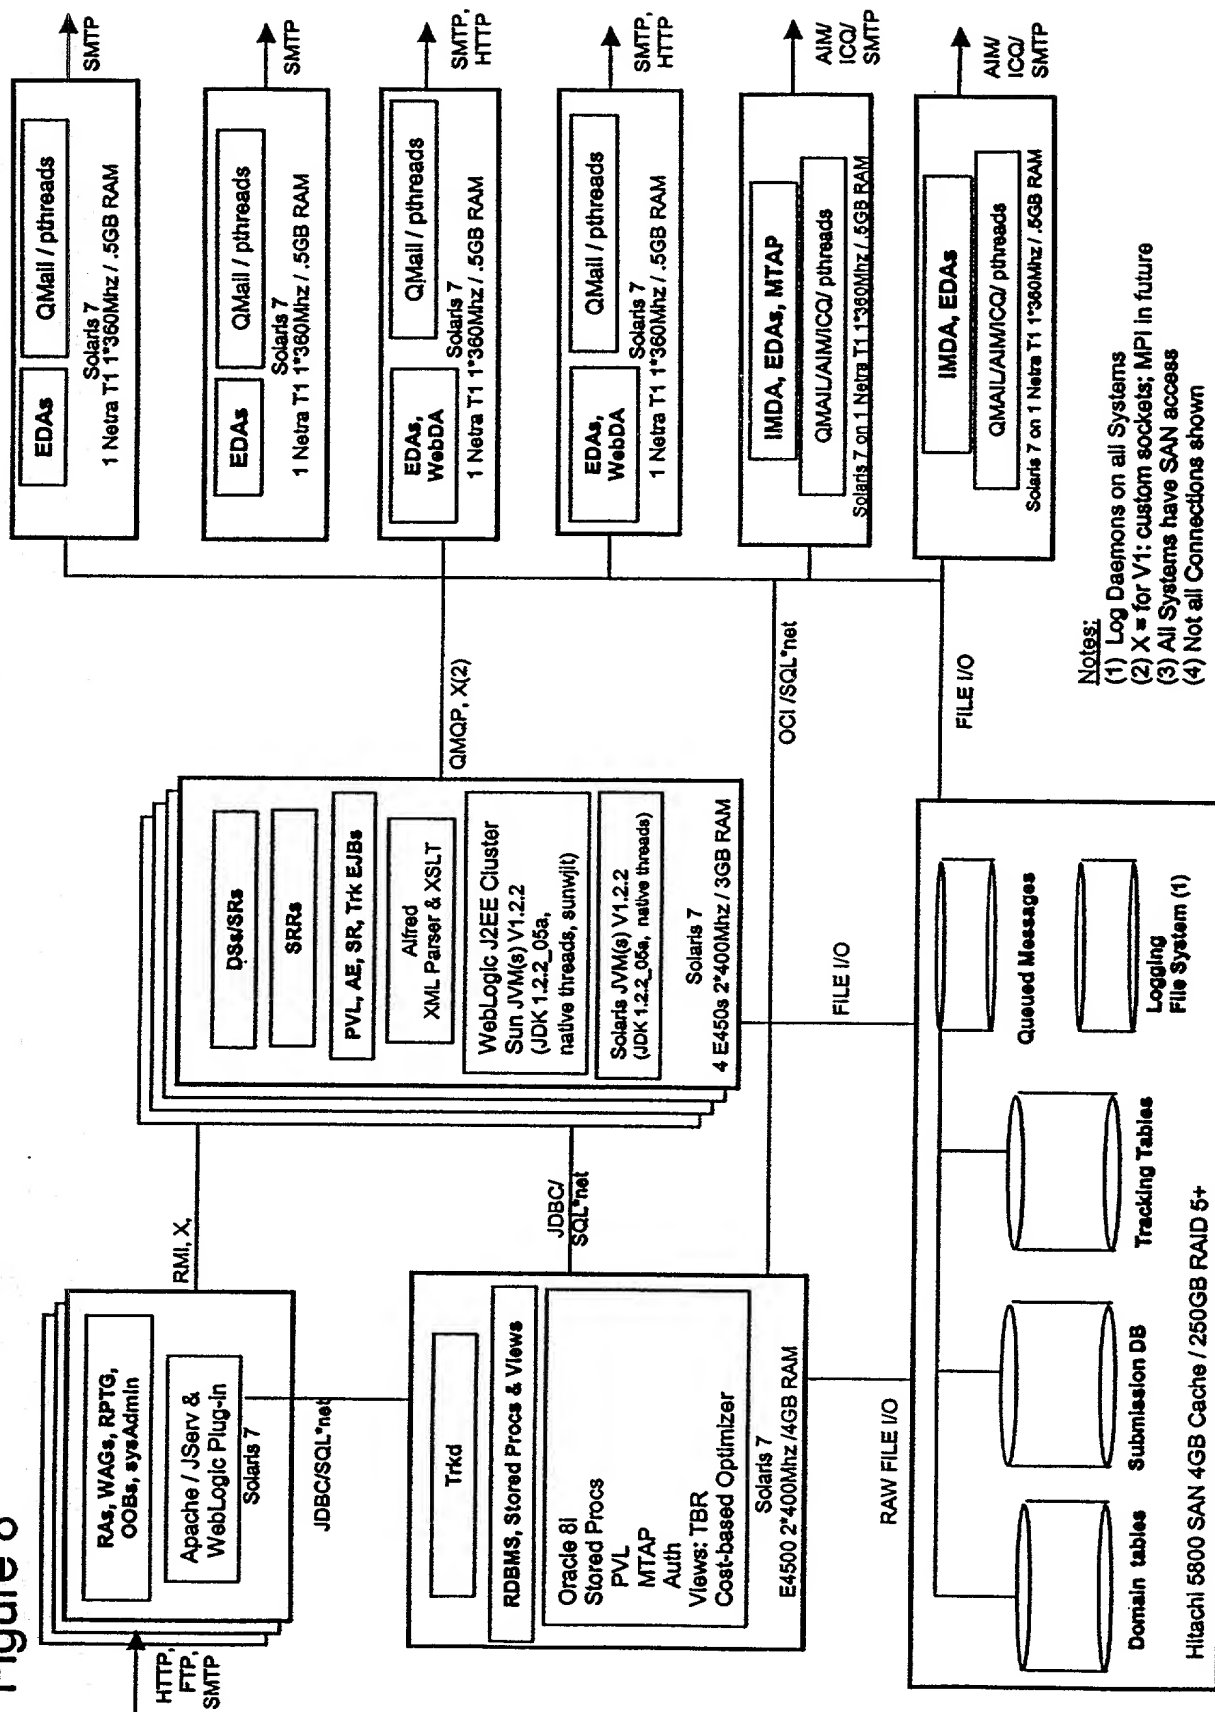 Figure 8
HTTP,
FTP,
SMTP
RAs, WAGs, RPTG,
OOBs, sysAdmin
Apache / JServ &
WebLogic Plug-in
Solaris 7
RMI, X,
JDBC/SQL*net
Trkd
RDBMS, Stored Procs & Views
Oracle 8i
Stored Procs
PVL
MTAP
Auth
Views: TBR
Cost-based Optimizer
Solaris 7
E4500 2*400Mhz /4GB RAM
JDBC/
SQL*net
RAW FILE I/O
DSs/SRs
SRRs
PVL, AE, SR, Trk EJBs
Alfred
XML Parser & XSLT
WebLogic J2EE Cluster
Sun JVM(s) V1.2.2
(JDK 1.2.2_05a,
native threads, sunwjit)
Solaris JVM(s) V1.2.2
(JDK 1.2.2_05a, native threads)
Solaris 7
4 E450s 2*400Mhz / 3GB RAM
QMQP, X(2)
OCI /SQL*net
FILE I/O
FILE I/O
EDAs
QMail / pthreads
Solaris 7
1 Netra T1 1*360Mhz / .5GB RAM
SMTP
EDAs
QMail / pthreads
Solaris 7
1 Netra T1 1*360Mhz / .5GB RAM
SMTP
EDAs,
WebDA
QMail / pthreads
Solaris 7
1 Netra T1 1*360Mhz / .5GB RAM
SMTP,
HTTP
EDAs,
WebDA
QMail / pthreads
Solaris 7
1 Netra T1 1*360Mhz / .5GB RAM
SMTP,
HTTP
IMDA, EDAs, MTAP
QMAIL/AIM/ICQ/ pthreads
Solaris 7 on 1 Netra T1 1*360Mhz / .5GB RAM
AIM/
ICQ/
SMTP
IMDA, EDAs
QMAIL/AIM/ICQ/ pthreads
Solaris 7 on 1 Netra T1 1*360Mhz / .5GB RAM
AIM/
ICQ/
SMTP
Domain tables
Submission DB
Tracking Tables
Queued Messages
Logging
File System (1)
Hitachi 5800 SAN 4GB Cache / 250GB RAID 5+
Notes:
(1) Log Daemons on all Systems
(2) X = for V1: custom sockets; MPI in future
(3) All Systems have SAN access
(4) Not all Connections shown